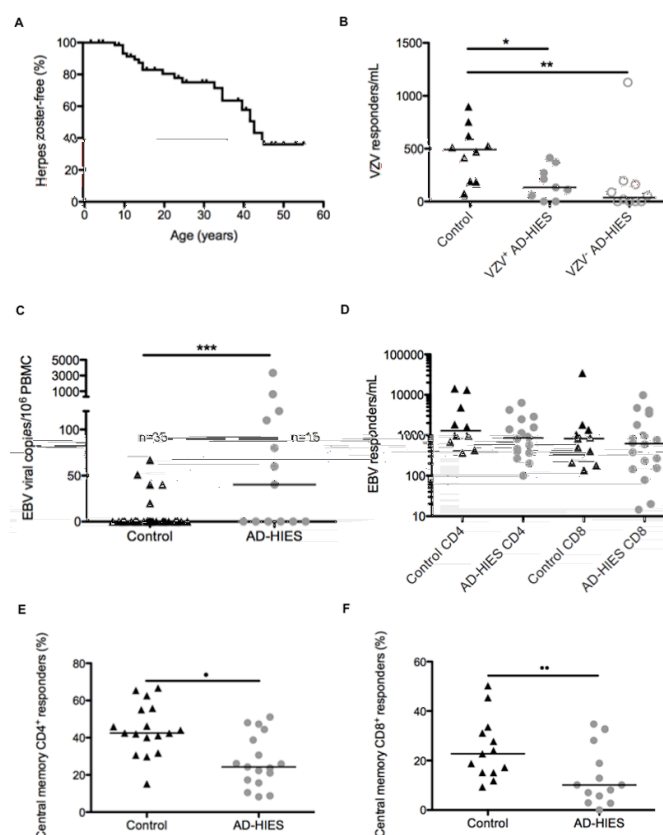 A
Herpes zoster-free (%)
100
80
60
40
20
0
0 10 20 30 40 50 60
Age (years)
B
VZV responders/mL
1500
1000
500
0
*
**
Control
VZV⁺ AD-HIES
VZV⁻ AD-HIES
C
EBV viral copies/10⁶ PBMC
5000
3000
1000
100
50
0
***
n=35
n=15
Control
AD-HIES
D
EBV responders/mL
100000
10000
1000
100
10
Control CD4
AD-HIES CD4
Control CD8
AD-HIES CD8
E
Central memory CD4⁺ responders (%)
80
60
40
20
0
*
Control
AD-HIES
F
Central memory CD8⁺ responders (%)
60
40
20
0
**
Control
AD-HIES